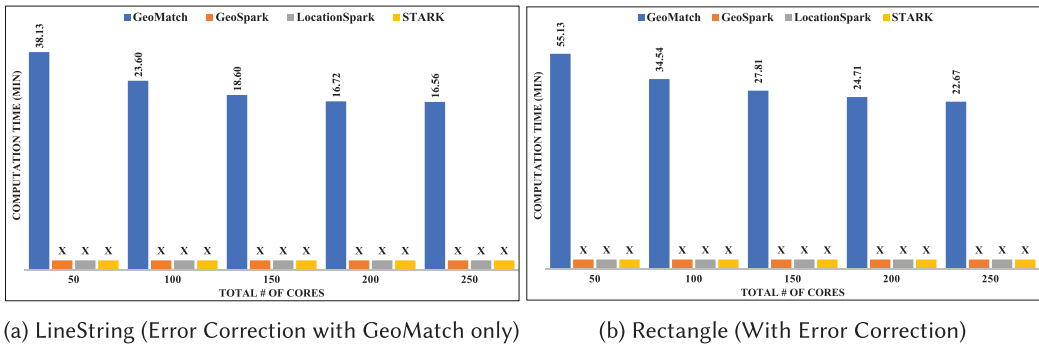 GeoMatch GeoSpark LocationSpark STARK
COMPUTATION TIME (MIN)
38.13
23.60
18.60
16.72
16.56
X X X X X X X X X X X X X X X
50 100 150 200 250
TOTAL # OF CORES
(a) LineString (Error Correction with GeoMatch only)
GeoMatch GeoSpark LocationSpark STARK
COMPUTATION TIME (MIN)
55.13
34.54
27.81
24.71
22.67
X X X X X X X X X X X X X X X
50 100 150 200 250
TOTAL # OF CORES
(b) Rectangle (With Error Correction)